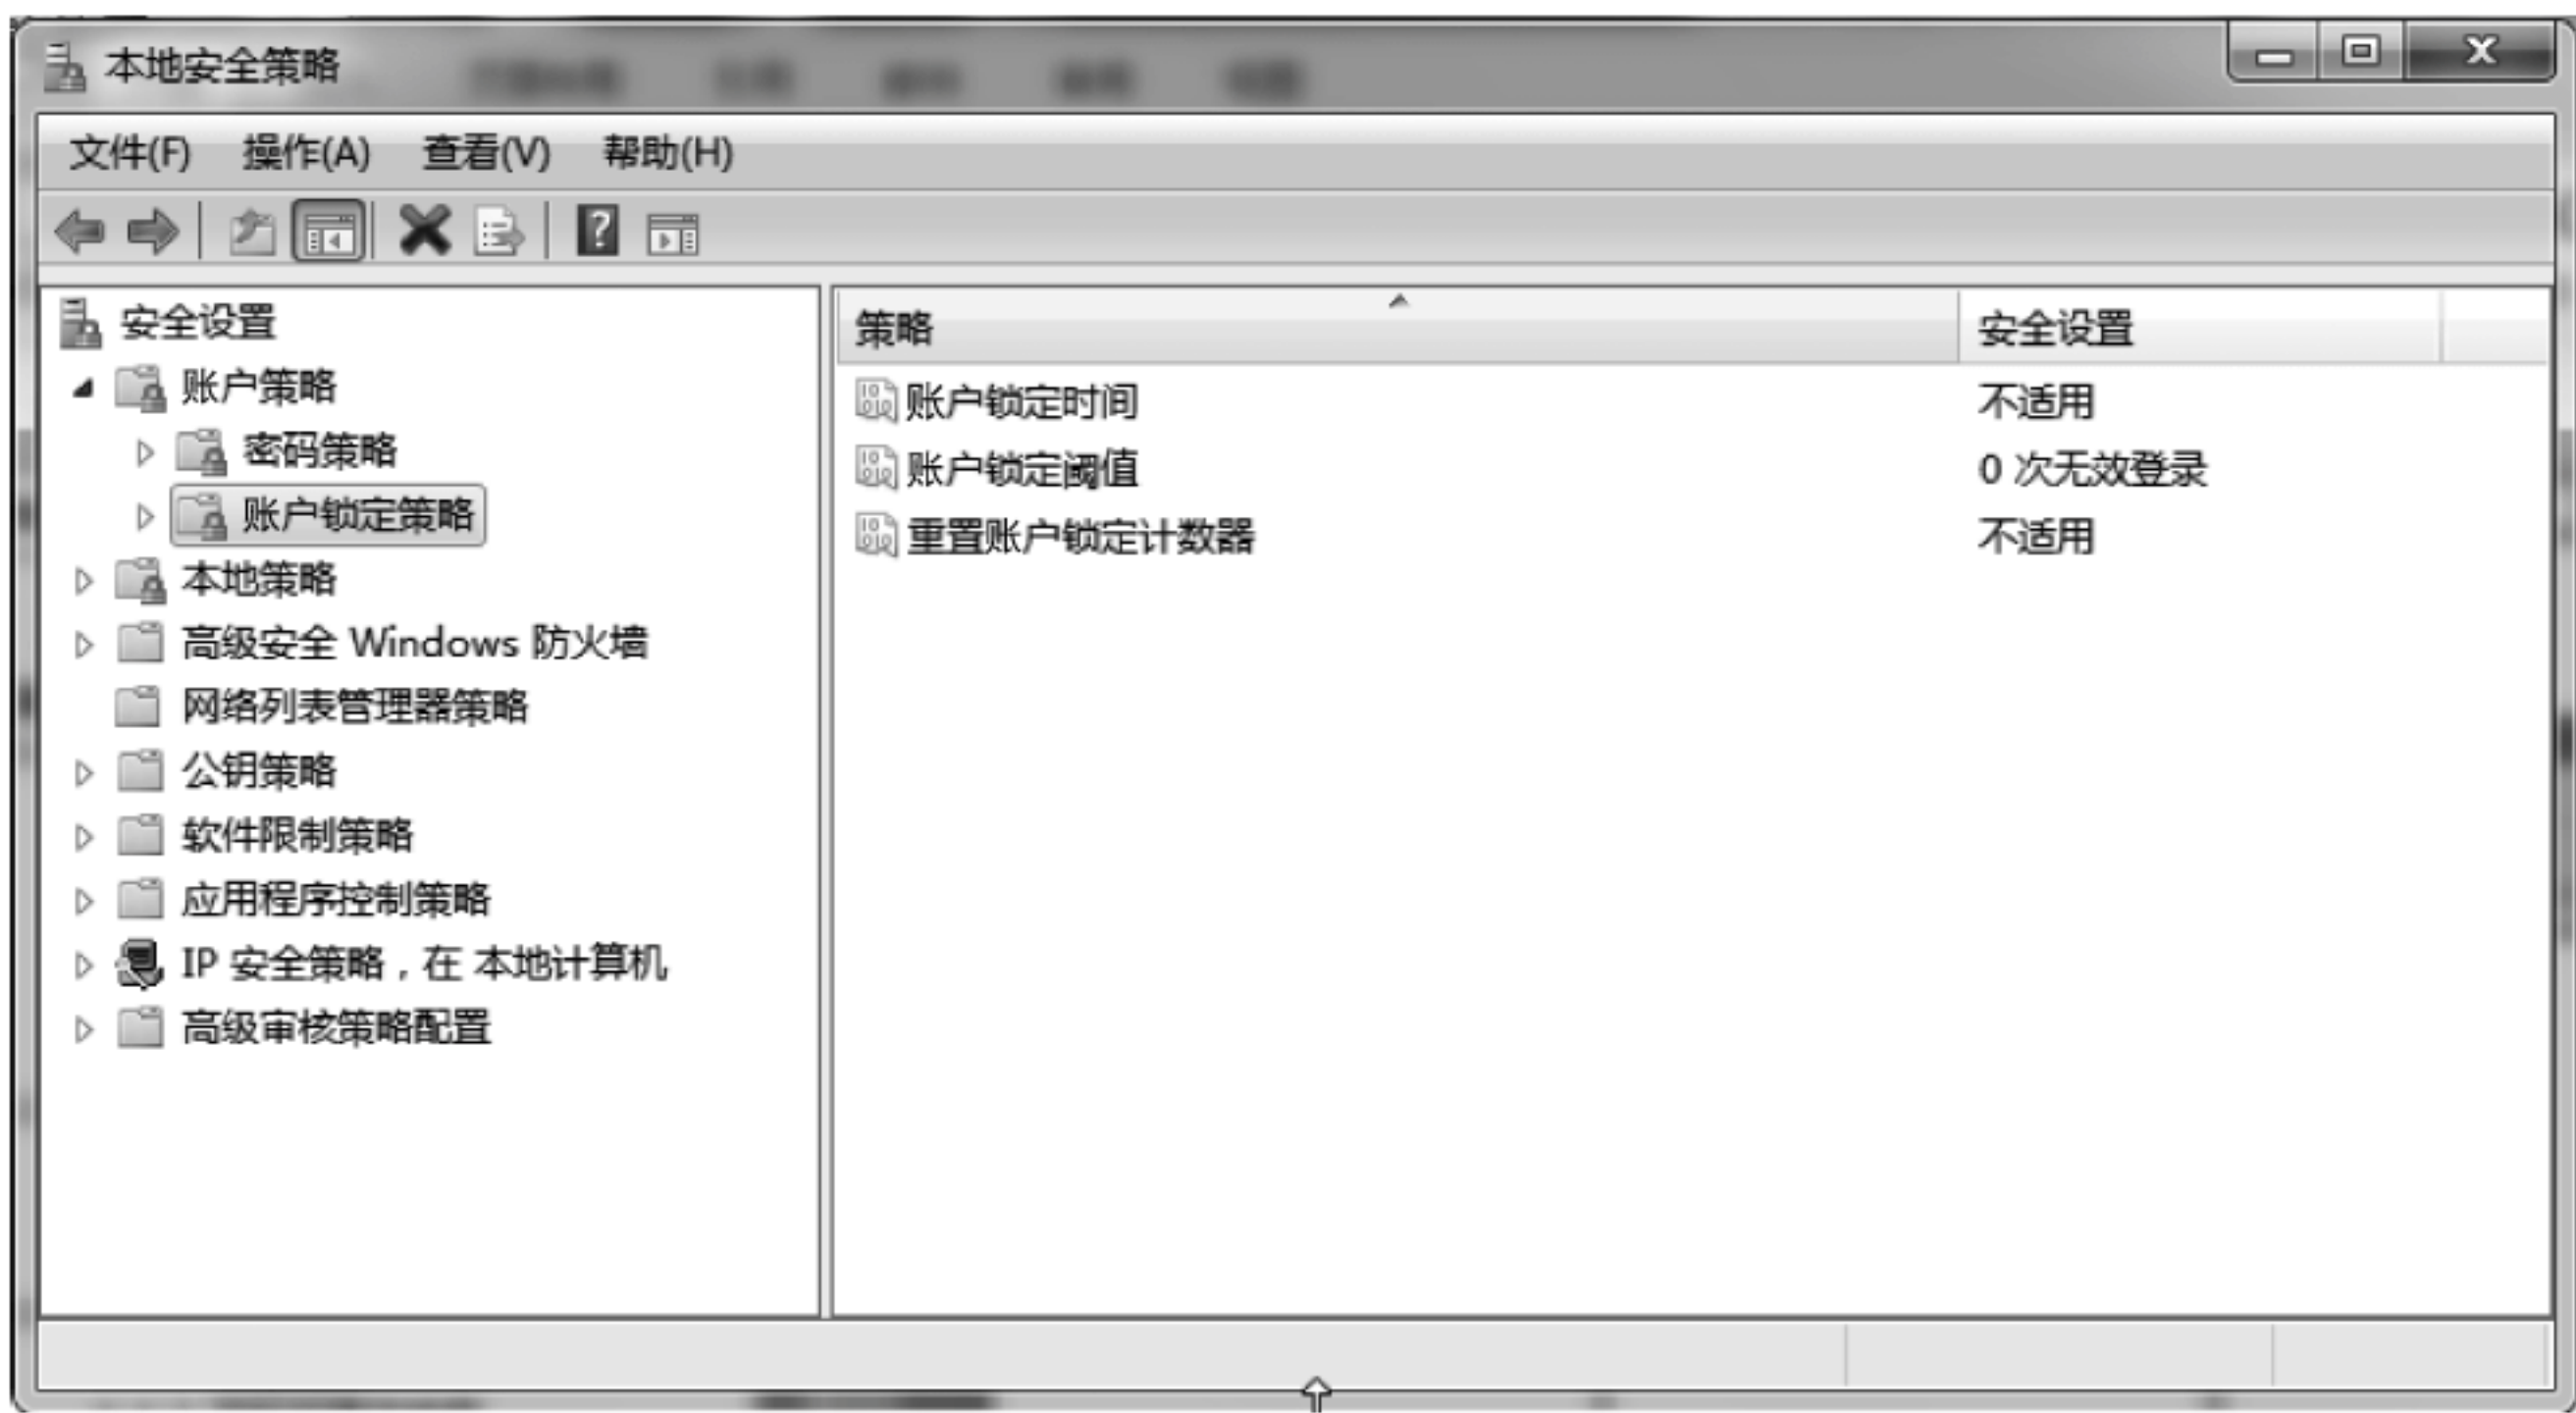 本地安全策略
文件(F) 操作(A) 查看(V) 帮助(H)
安全设置
账户策略
密码策略
账户锁定策略
本地策略
高级安全 Windows 防火墙
网络列表管理器策略
公钥策略
软件限制策略
应用程序控制策略
IP 安全策略，在 本地计算机
高级审核策略配置
策略 安全设置
账户锁定时间 不适用
账户锁定阈值 0 次无效登录
重置账户锁定计数器 不适用